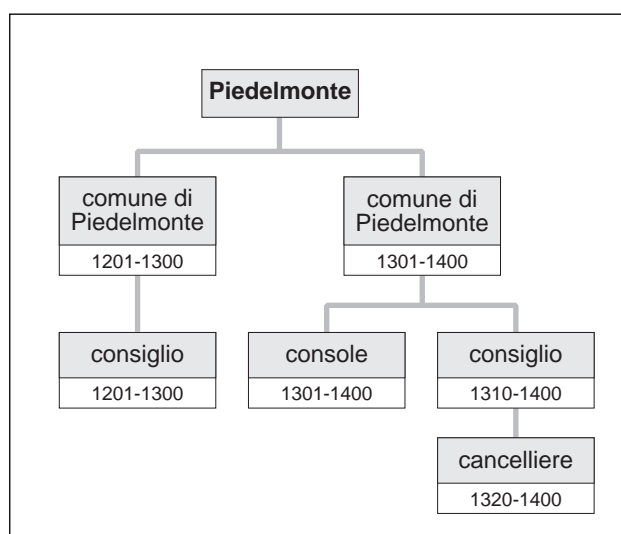 Piedelmonte
comune di
Piedelmonte
1201-1300
comune di
Piedelmonte
1301-1400
consiglio
1201-1300
console
1301-1400
consiglio
1310-1400
cancelliere
1320-1400